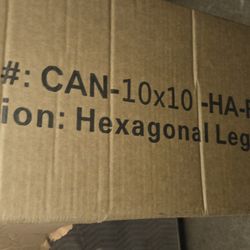 #: CAN-10x10-HA-
ion: Hexagonal Leg